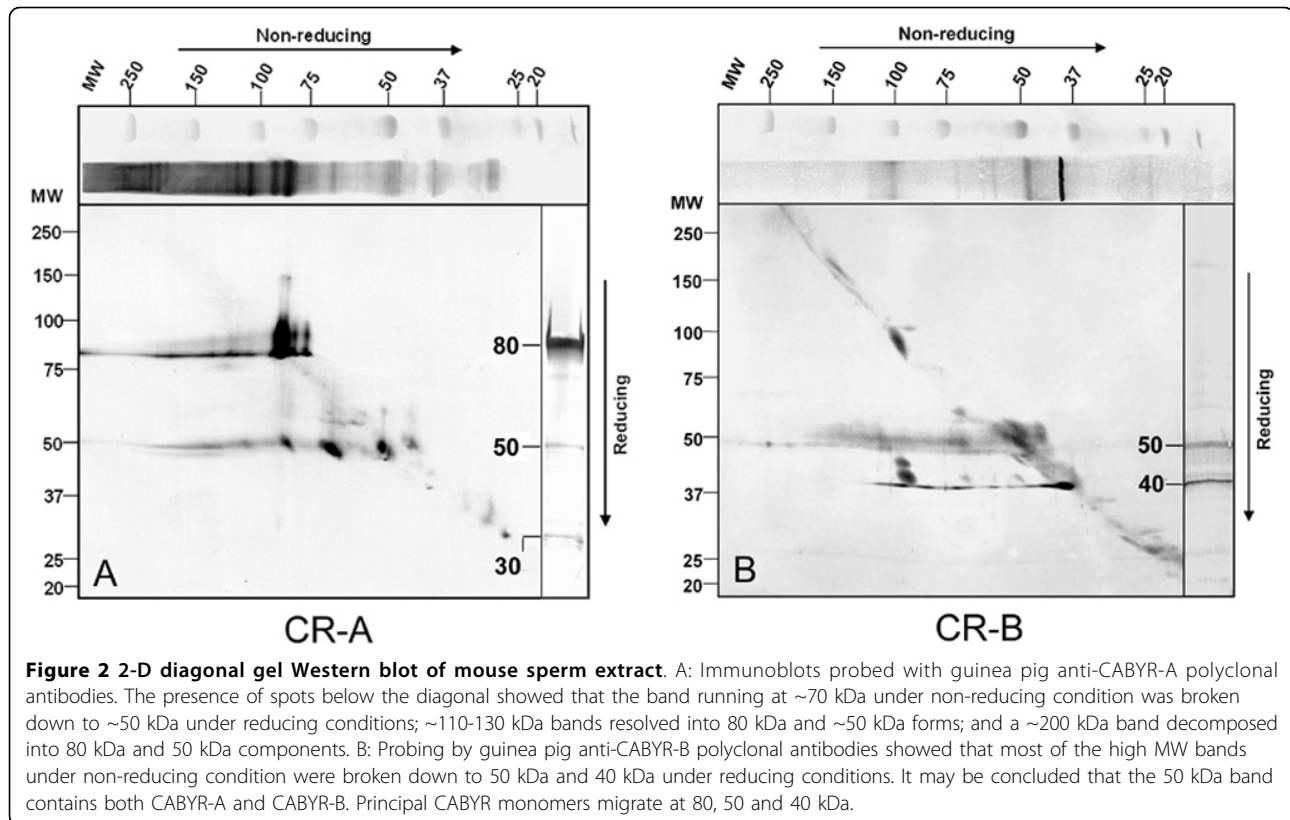 Non-reducing
MW 250 150 100 75 50 37 25 20
MW
250
150
100
75
50
37
25
20
80
50
30
Reducing
A
CR-A
Non-reducing
MW 250 150 100 75 50 37 25 20
MW
250
150
100
75
50
37
25
20
50
40
Reducing
B
CR-B
Figure 2 2-D diagonal gel Western blot of mouse sperm extract. A: Immunoblots probed with guinea pig anti-CABYR-A polyclonal
antibodies. The presence of spots below the diagonal showed that the band running at ~70 kDa under non-reducing condition was broken
down to ~50 kDa under reducing conditions; ~110-130 kDa bands resolved into 80 kDa and ~50 kDa forms; and a ~200 kDa band decomposed
into 80 kDa and 50 kDa components. B: Probing by guinea pig anti-CABYR-B polyclonal antibodies showed that most of the high MW bands
under non-reducing condition were broken down to 50 kDa and 40 kDa under reducing conditions. It may be concluded that the 50 kDa band
contains both CABYR-A and CABYR-B. Principal CABYR monomers migrate at 80, 50 and 40 kDa.